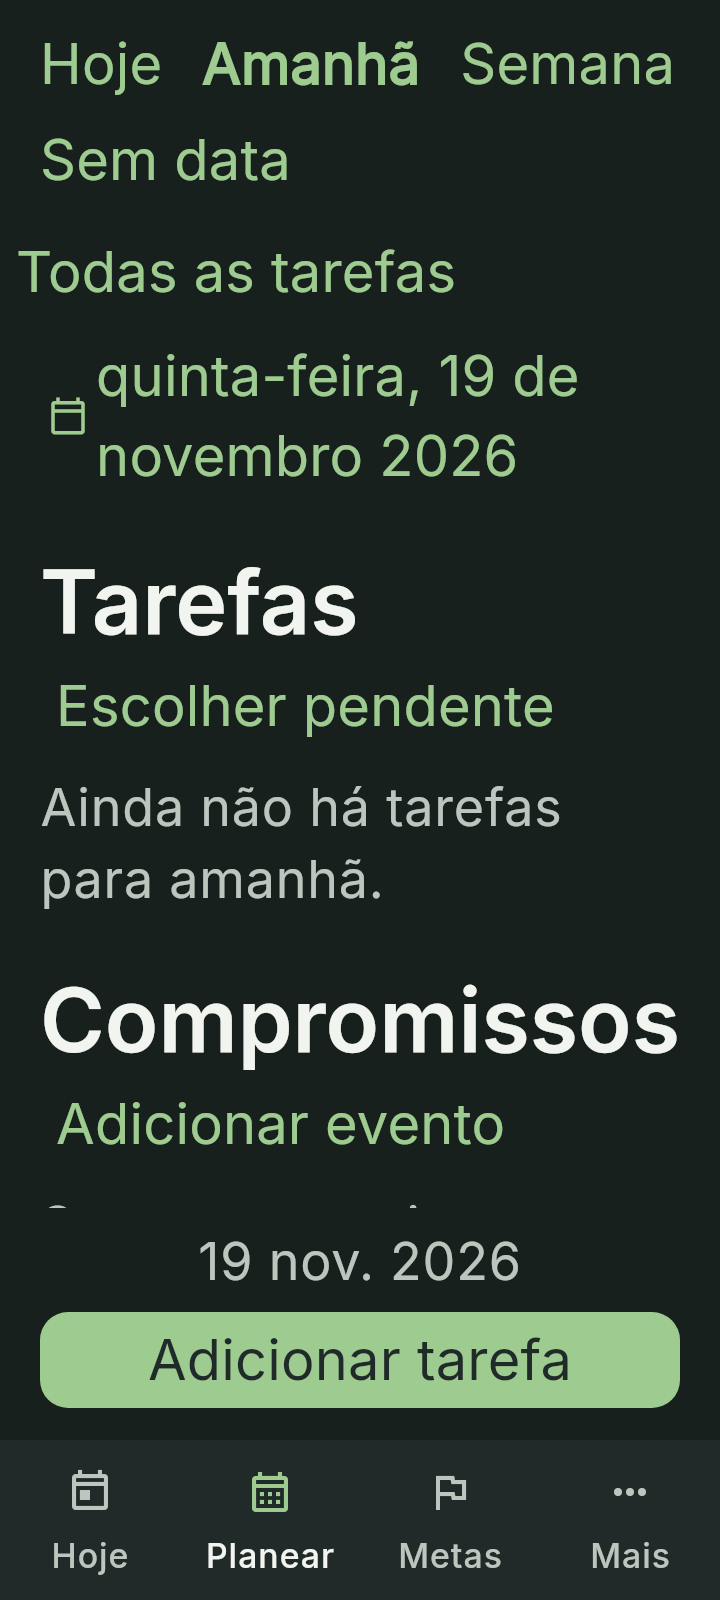 Hoje Amanhã Semana
Sem data
Todas as tarefas
quinta-feira, 19 de
novembro 2026
Tarefas
Escolher pendente
Ainda não há tarefas
para amanhã.
Compromissos
Adicionar evento
19 nov. 2026
Adicionar tarefa
Hoje Planear Metas Mais